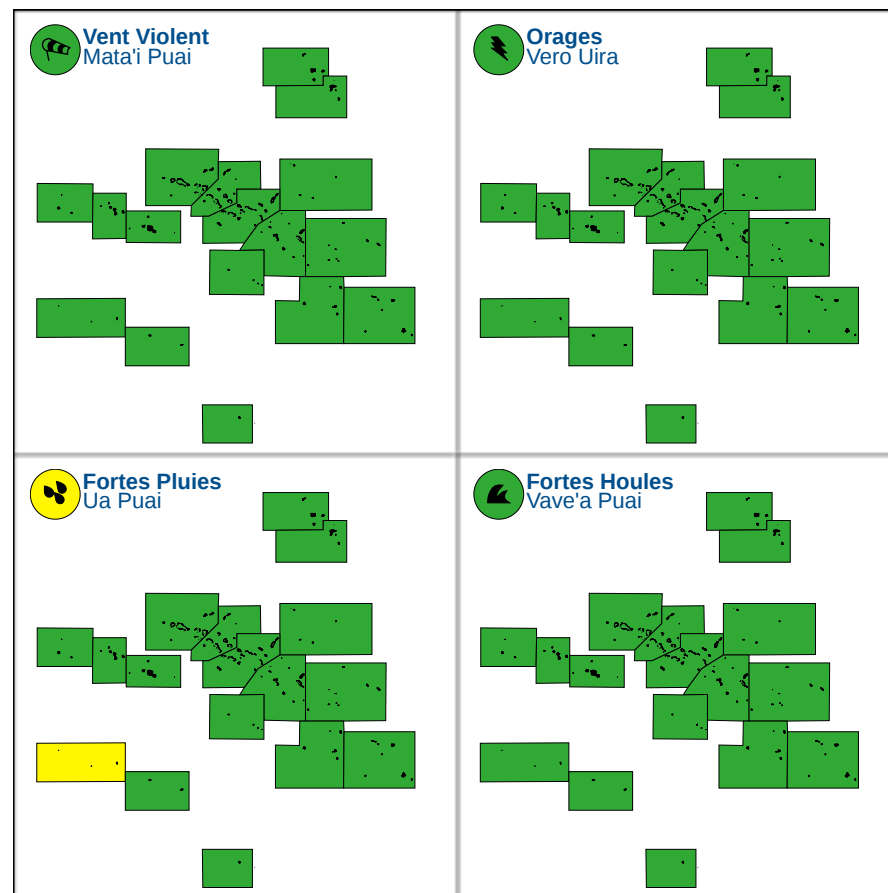 Vent Violent
Mata'i Puai
Orages
Vero Uira
Fortes Pluies
Ua Puai
Fortes Houles
Vave'a Puai